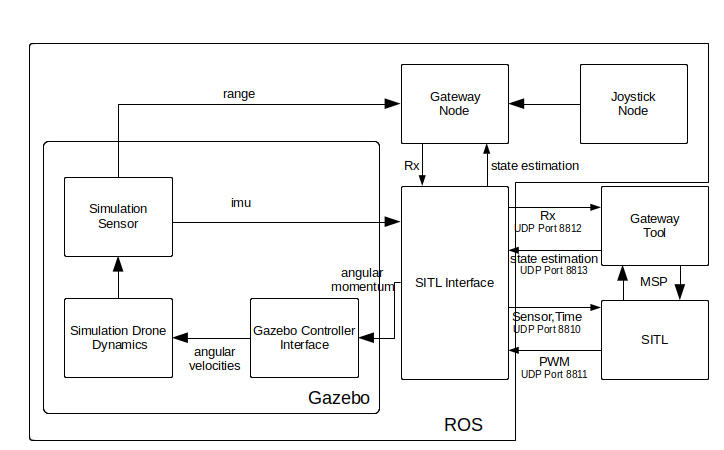 range
Gateway
Node
Joystick
Node
Rx
state estimation
Simulation
Sensor
imu
Rx
UDP Port 8812
Gateway
Tool
state estimation
UDP Port 8813
angular
momentum
SITL Interface
MSP
Simulation Drone
Dynamics
angular
velocities
Gazebo Controller
Interface
Sensor,Time
UDP Port 8810
SITL
PWM
UDP Port 8811
Gazebo
ROS